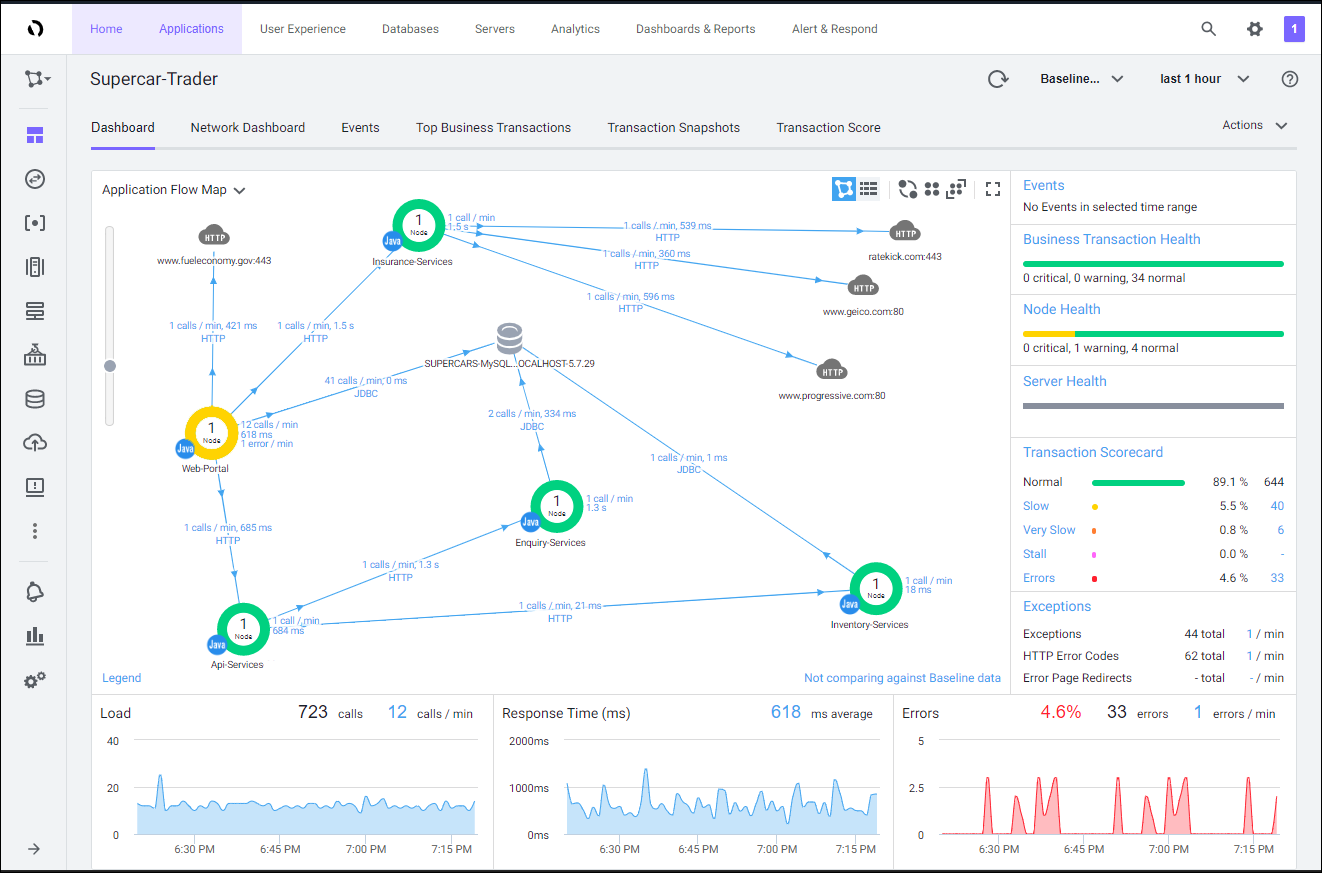 Home Applications User Experience Databases Servers Analytics Dashboards & Reports Alert & Respond 1
Supercar-Trader Baseline... last 1 hour
Dashboard Network Dashboard Events Top Business Transactions Transaction Snapshots Transaction Score Actions
Application Flow Map
HTTP
www.fueleconomy.gov:443
1 calls / min, 421 ms
HTTP
1
Node
Java
Insurance-Services
1 call / min
1.5 s
1 calls / min, 539 ms
HTTP
HTTP
ratekick.com:443
1 calls / min, 360 ms
HTTP
HTTP
www.geico.com:80
1 calls / min, 596 ms
HTTP
HTTP
www.progressive.com:80
1 calls / min, 1.5 s
HTTP
SUPERCARS-MySQL...OCALHOST-5.7.29
41 calls / min, 0 ms
JDBC
2 calls / min, 334 ms
JDBC
1
Node
Java
Web-Portal
12 calls / min
618 ms
1 error / min
1 calls / min, 1 ms
JDBC
1 calls / min, 685 ms
HTTP
1
Node
Java
Enquiry-Services
1 call / min
1.3 s
1 calls / min, 1.3 s
HTTP
1
Node
Java
Inventory-Services
1 call / min
18 ms
1 calls / min, 21 ms
HTTP
1
Node
Java
Api-Services
1 call / min
684 ms
Legend
Not comparing against Baseline data
Events
No Events in selected time range
Business Transaction Health
0 critical, 0 warning, 34 normal
Node Health
0 critical, 1 warning, 4 normal
Server Health
Transaction Scorecard
Normal 89.1 % 644
Slow 5.5 % 40
Very Slow 0.8 % 6
Stall 0.0 % -
Errors 4.6 % 33
Exceptions
Exceptions 44 total 1 / min
HTTP Error Codes 62 total 1 / min
Error Page Redirects - total - / min
Load 723 calls 12 calls / min
40
20
0
6:30 PM 6:45 PM 7:00 PM 7:15 PM
Response Time (ms) 618 ms average
2000ms
1000ms
0ms
6:30 PM 6:45 PM 7:00 PM 7:15 PM
Errors 4.6% 33 errors 1 errors / min
5
2.5
0
6:30 PM 6:45 PM 7:00 PM 7:15 PM